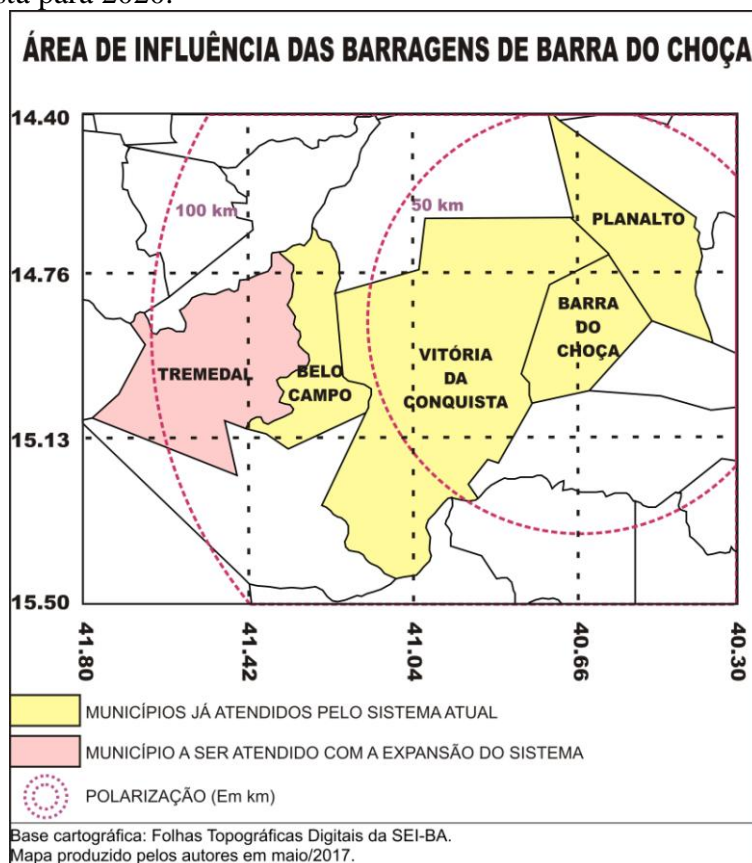 sta para 2020.
ÁREA DE INFLUÊNCIA DAS BARRAGENS DE BARRA DO CHOÇA
14.40
100 km
50 km
PLANALTO
14.76
BARRA
DO
CHOÇA
TREMEDAL
BELO
CAMPO
VITÓRIA
DA
CONQUISTA
15.13
15.50
41.80
41.42
41.04
40.66
40.30
MUNICÍPIOS JÁ ATENDIDOS PELO SISTEMA ATUAL
MUNICÍPIO A SER ATENDIDO COM A EXPANSÃO DO SISTEMA
POLARIZAÇÃO (Em km)
Base cartográfica: Folhas Topográficas Digitais da SEI-BA.
Mapa produzido pelos autores em maio/2017.